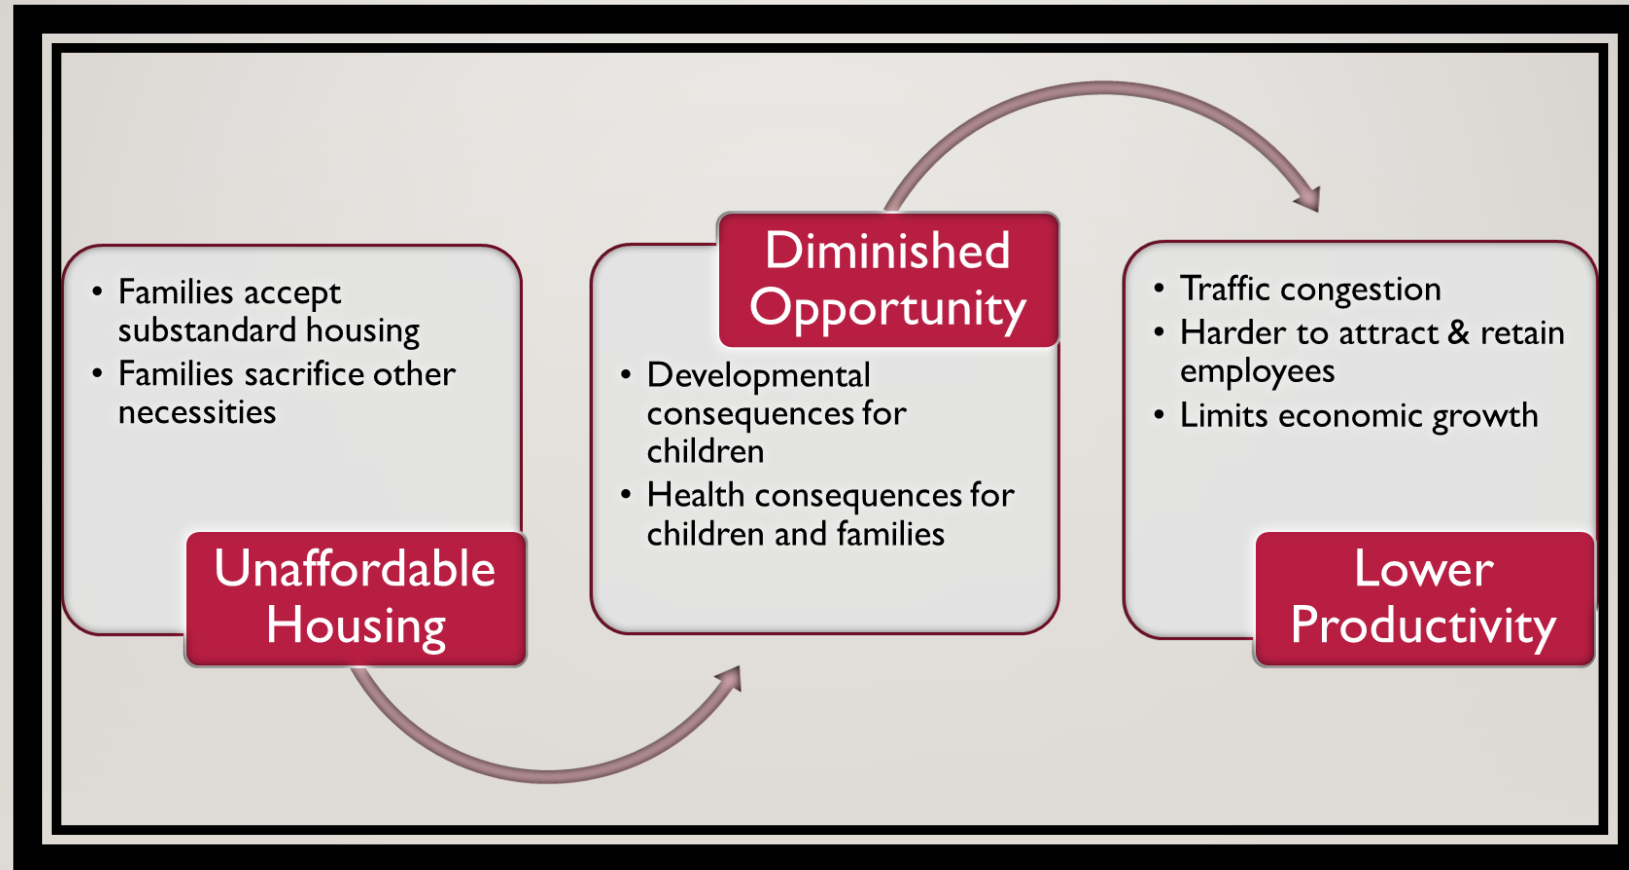 • Families accept
substandard housing
• Families sacrifice other
necessities
Unaffordable
Housing
Diminished
Opportunity
• Developmental
consequences for
children
• Health consequences for
children and families
• Traffic congestion
• Harder to attract & retain
employees
• Limits economic growth
Lower
Productivity